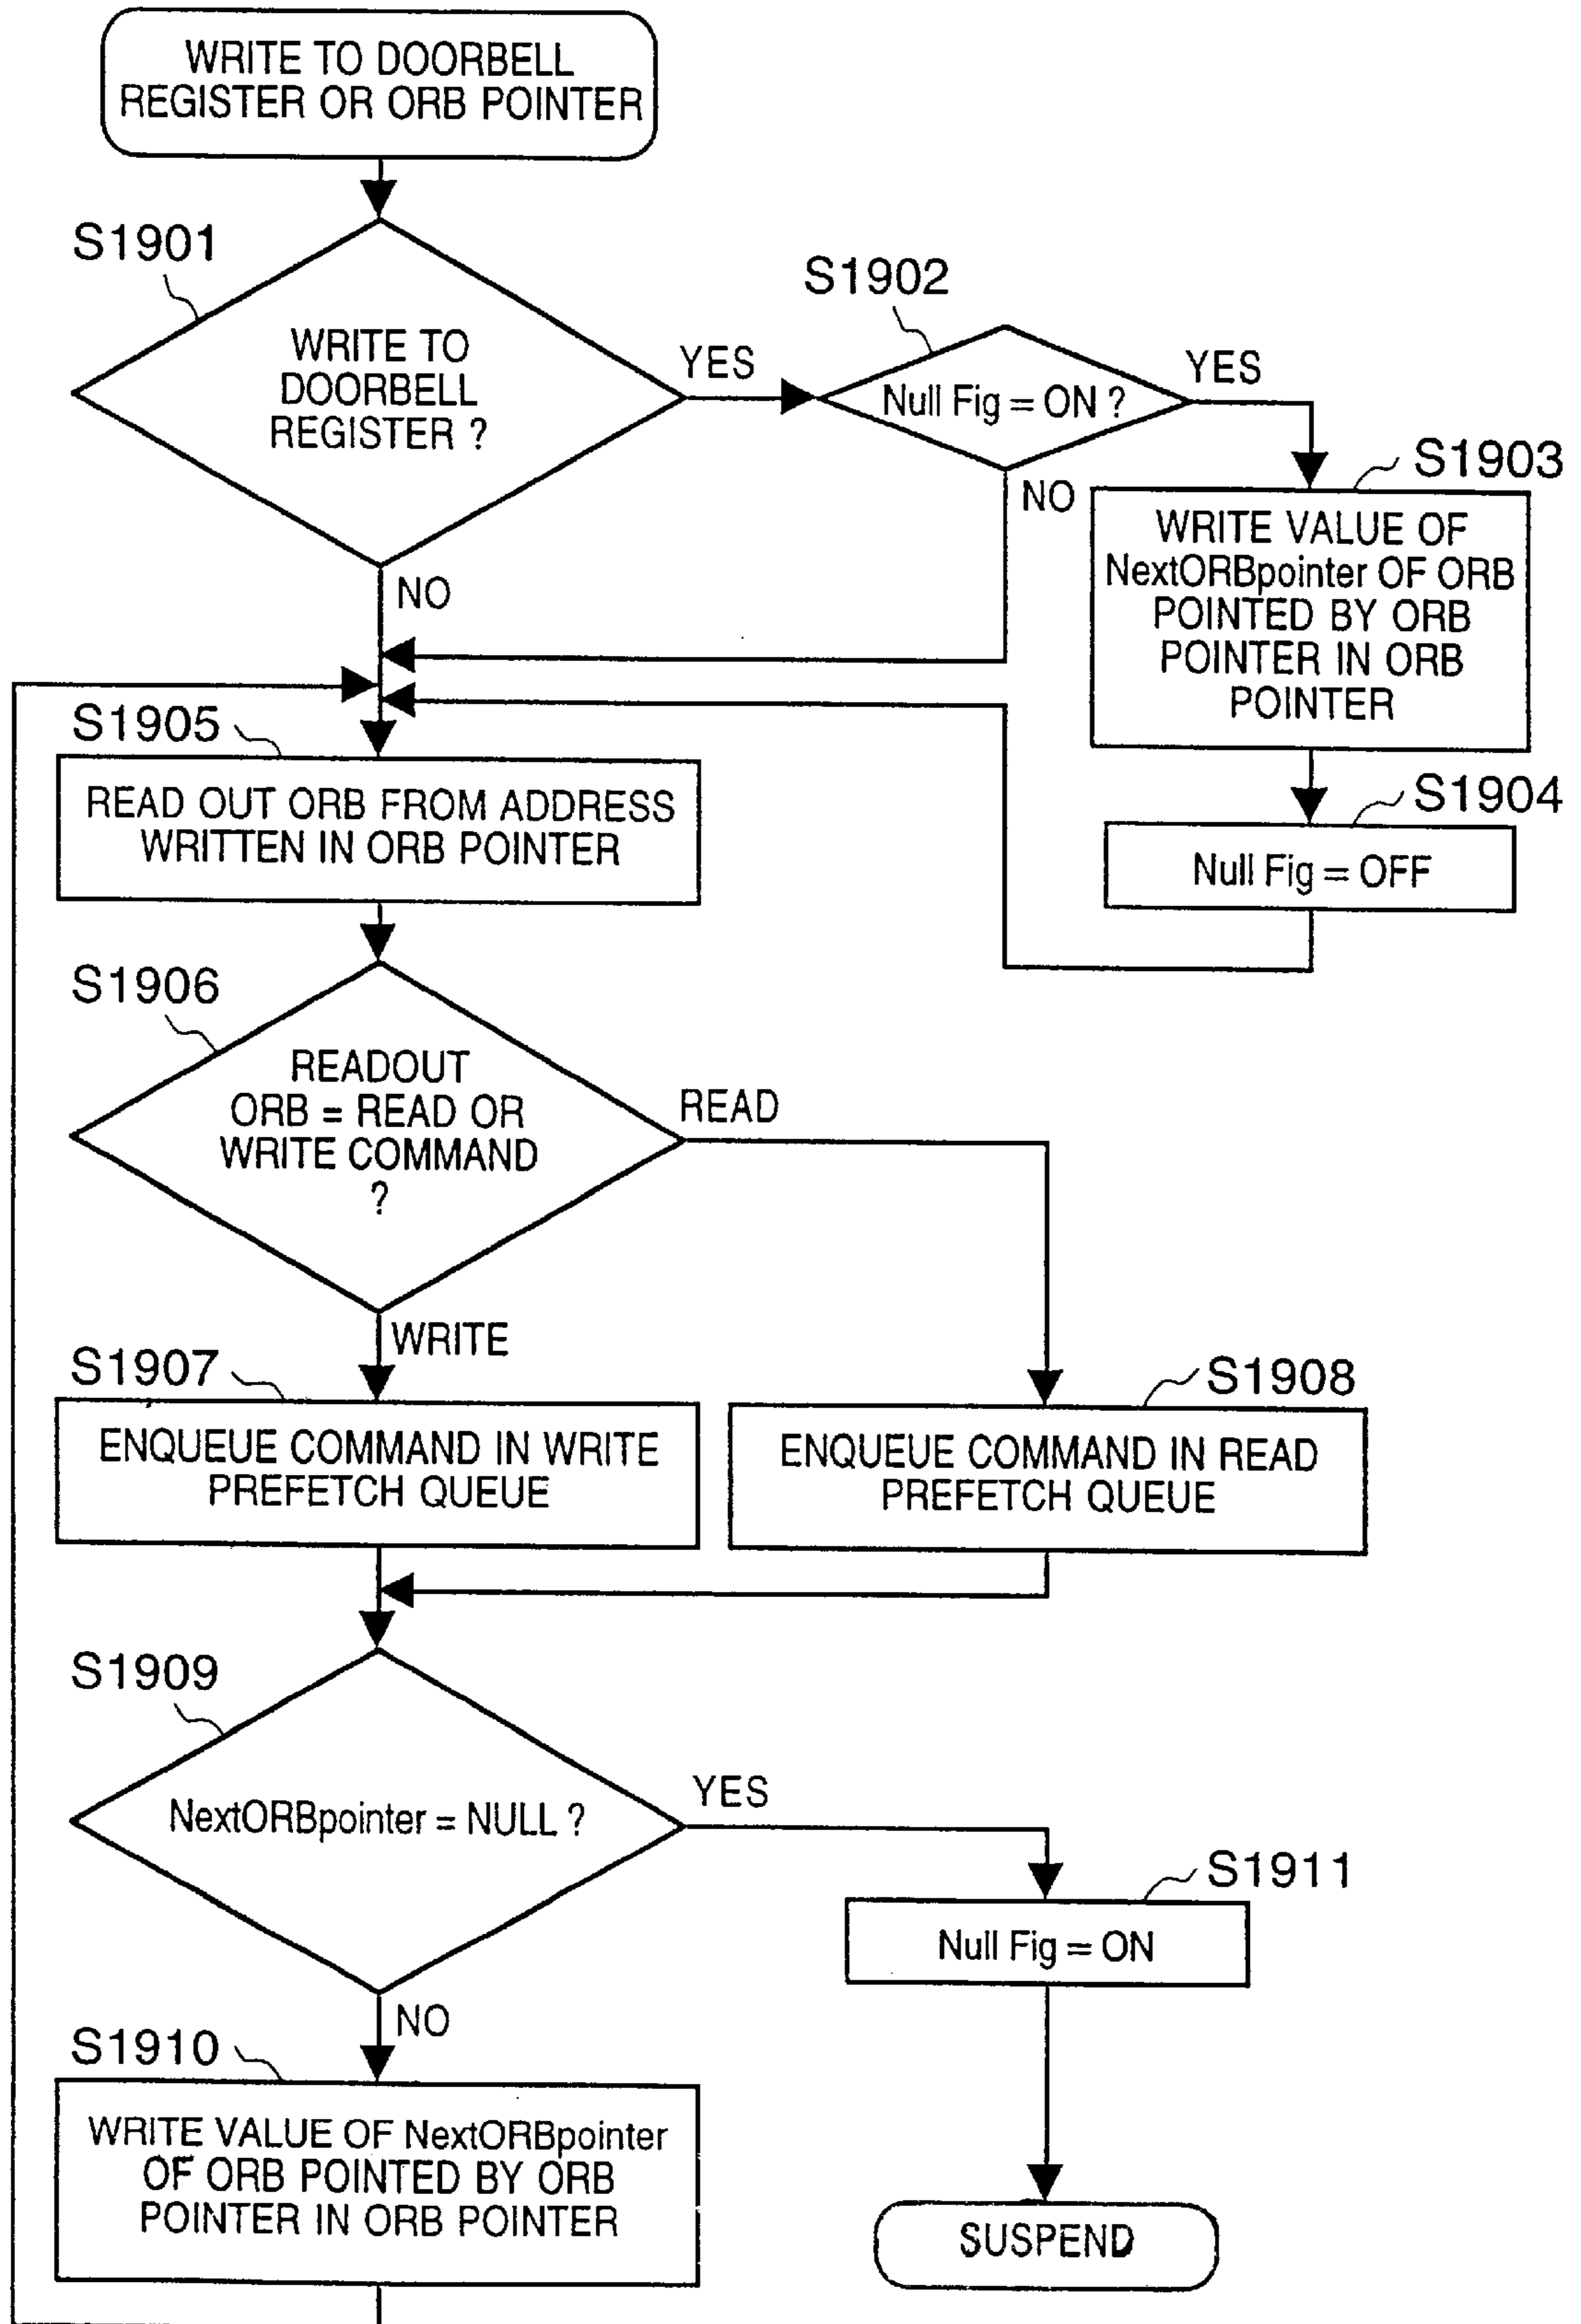 WRITE TO DOORBELL
REGISTER OR ORB POINTER
S1901
WRITE TO
DOORBELL
REGISTER ?
YES
NO
S1902
Null Fig = ON ?
YES
NO
S1903
WRITE VALUE OF
NextORBpointer OF ORB
POINTED BY ORB
POINTER IN ORB
POINTER
S1904
Null Fig = OFF
S1905
READ OUT ORB FROM ADDRESS
WRITTEN IN ORB POINTER
S1906
READOUT
ORB = READ OR
WRITE COMMAND
?
READ
WRITE
S1907
ENQUEUE COMMAND IN WRITE
PREFETCH QUEUE
S1908
ENQUEUE COMMAND IN READ
PREFETCH QUEUE
S1909
NextORBpointer = NULL ?
YES
NO
S1911
Null Fig = ON
S1910
WRITE VALUE OF NextORBpointer
OF ORB POINTED BY ORB
POINTER IN ORB POINTER
SUSPEND